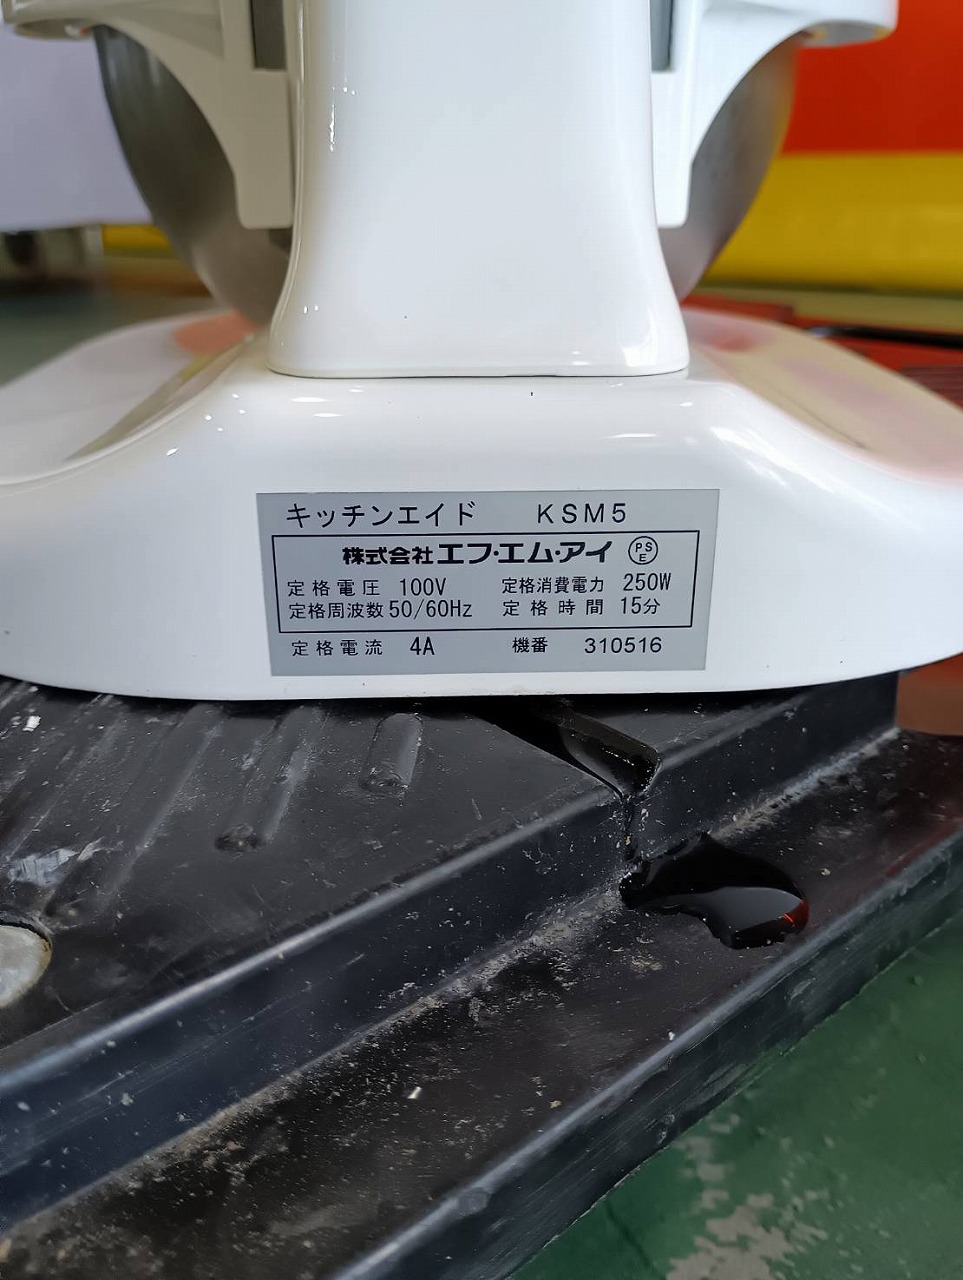 キッチンエイド KSM5
株式会社エフ・エム・アイ PSE
定格電圧 100V 定格消費電力 250W
定格周波数 50/60Hz 定格時間 15分
定格電流 4A 機番 310516